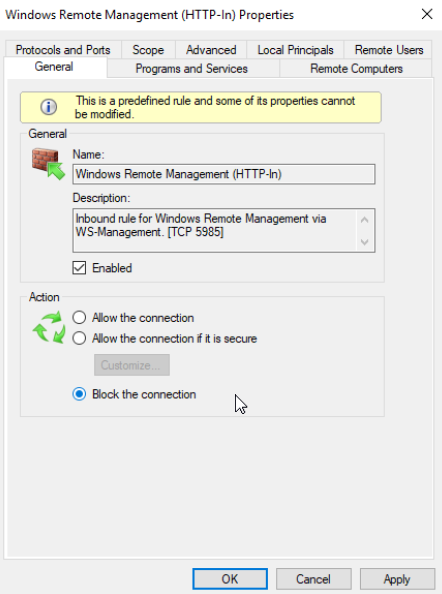 Windows Remote Management (HTTP-In) Properties
Protocols and Ports
Scope
Advanced
Local Principals
Remote Users
General
Programs and Services
Remote Computers
This is a predefined rule and some of its properties cannot
be modified.
General
Name:
Windows Remote Management (HTTP-In)
Description:
Inbound rule for Windows Remote Management via
WS-Management. [TCP 5985]
Enabled
Action
Allow the connection
Allow the connection if it is secure
Customize...
Block the connection
OK
Cancel
Apply